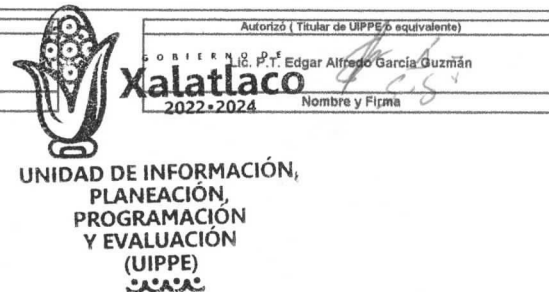 Autorizó ( Titular de UIPPE ó equivalente)
Lic. P.T. Edgar Alfredo García Guzmán
GOBIERNO DE
Xalatlaco
2022-2024
Nombre y Firma
UNIDAD DE INFORMACIÓN,
PLANEACIÓN,
PROGRAMACIÓN
Y EVALUACIÓN
(UIPPE)